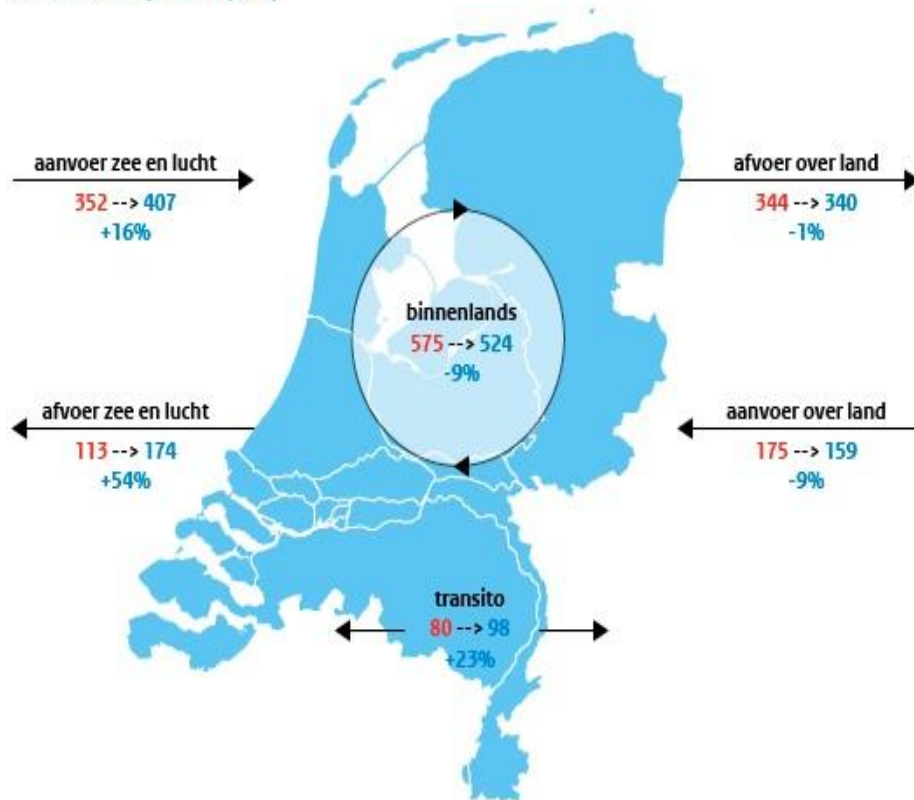 aanvoer zee en lucht
352 --> 407
+16%
afvoer over land
344 --> 340
-1%
binnenlands
575 --> 524
-9%
afvoer zee en lucht
113 --> 174
+54%
aanvoer over land
175 --> 159
-9%
transito
80 --> 98
+23%